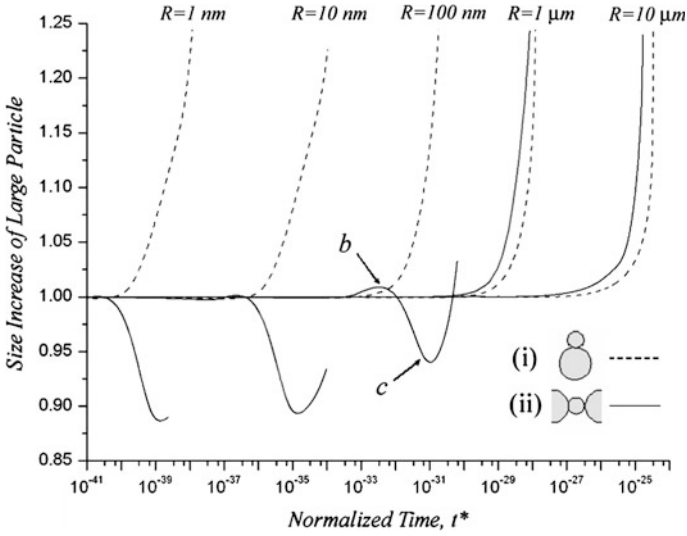 R=1 nm R=10 nm R=100 nm R=1 μm R=10 μm
1.25
1.20
1.15
1.10
1.05
1.00
0.95
0.90
0.85
Size Increase of Large Particle
b
c
(i)
(ii)
10⁻⁴¹ 10⁻³⁹ 10⁻³⁷ 10⁻³⁵ 10⁻³³ 10⁻³¹ 10⁻²⁹ 10⁻²⁷ 10⁻²⁵
Normalized Time, t*